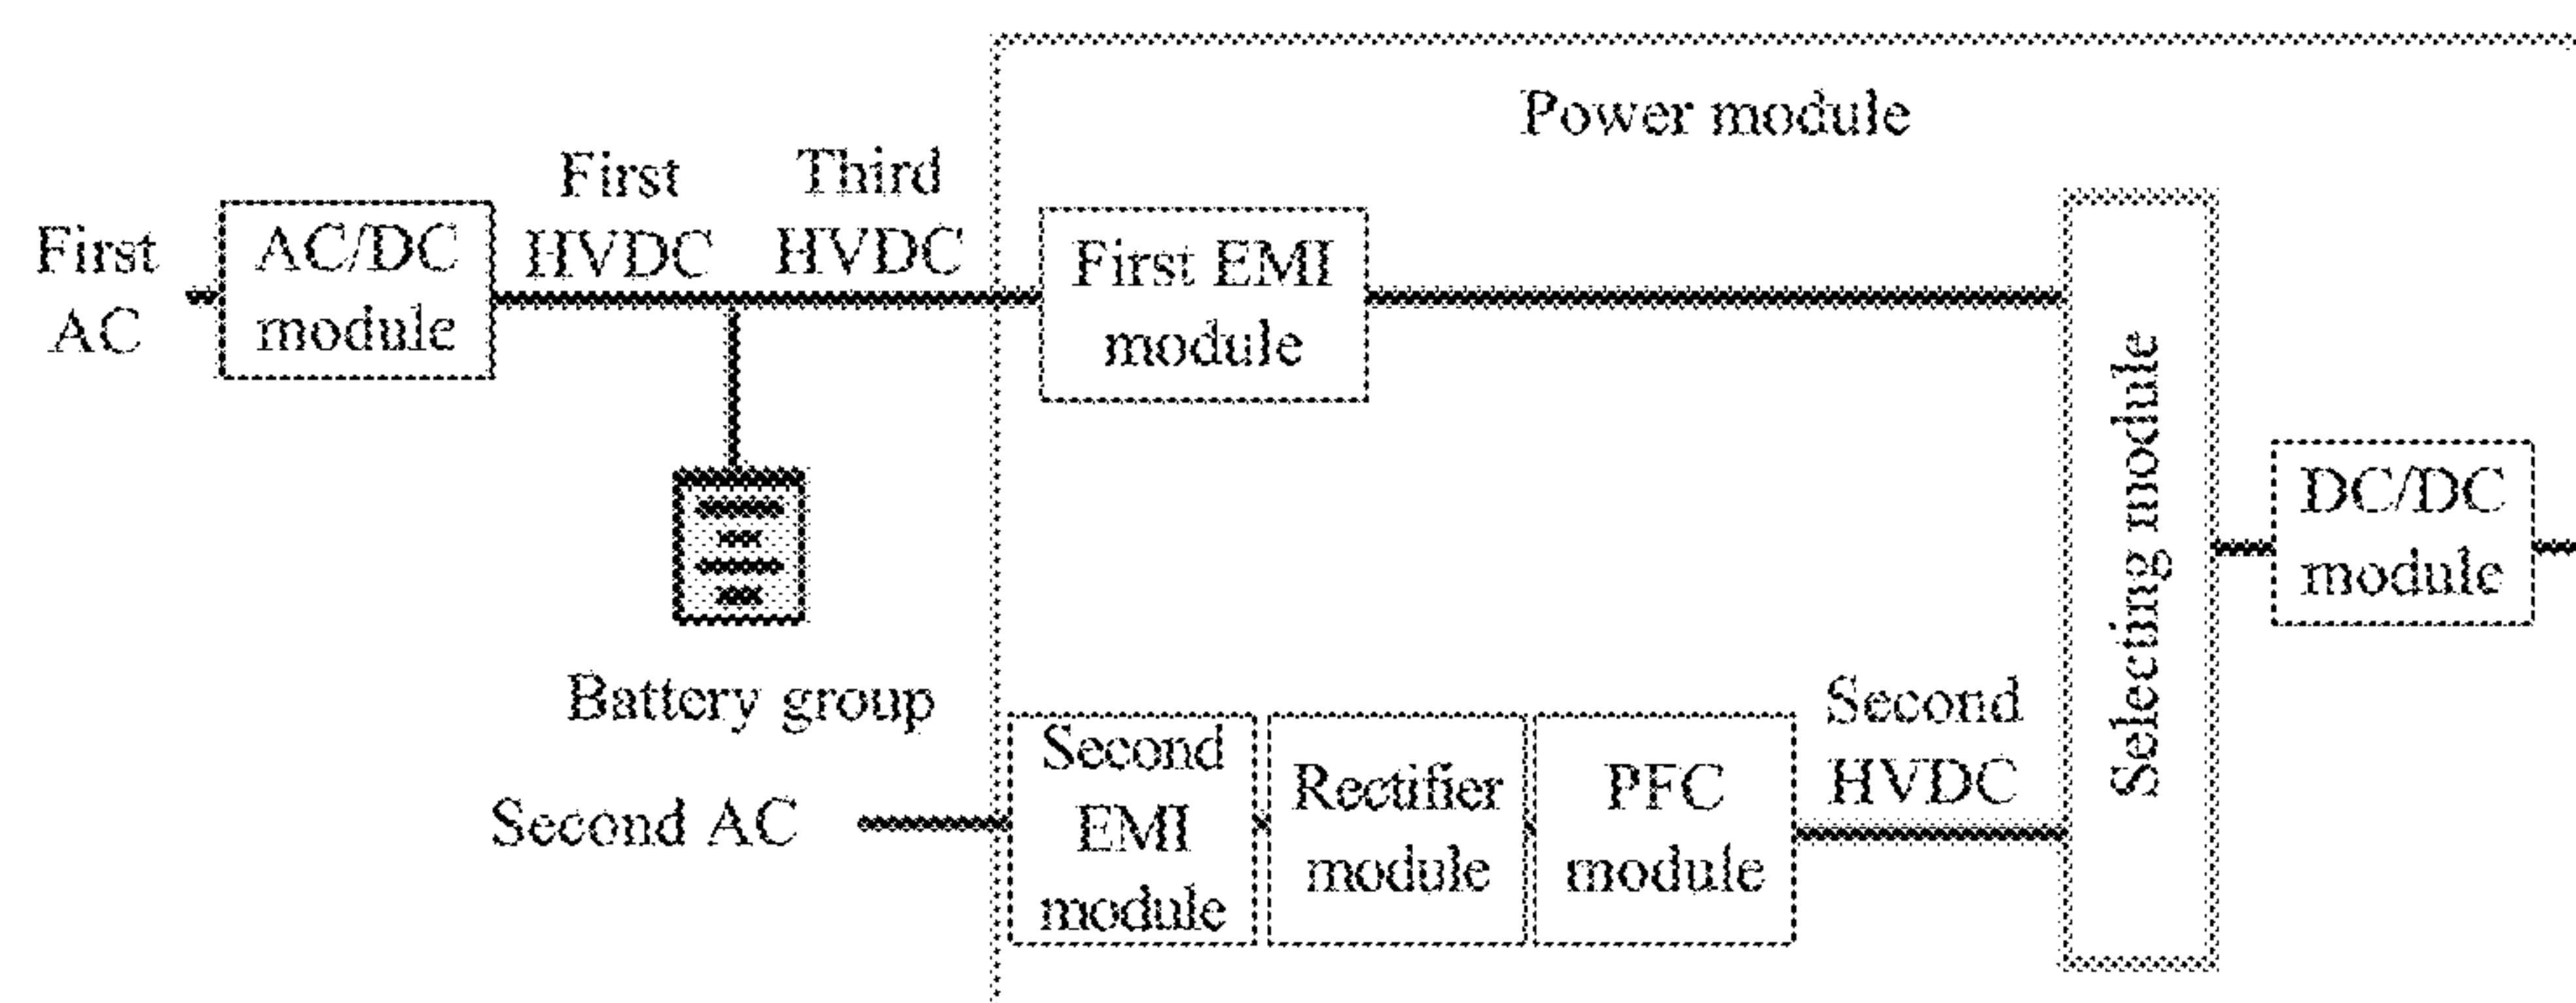 Power module
First
AC
AC/DC
module
First
HVDC
Third
HVDC
First EMI
module
Battery group
Second AC
Second
EMI
module
Rectifier
module
PFC
module
Second
HVDC
Selecting module
DC/DC
module